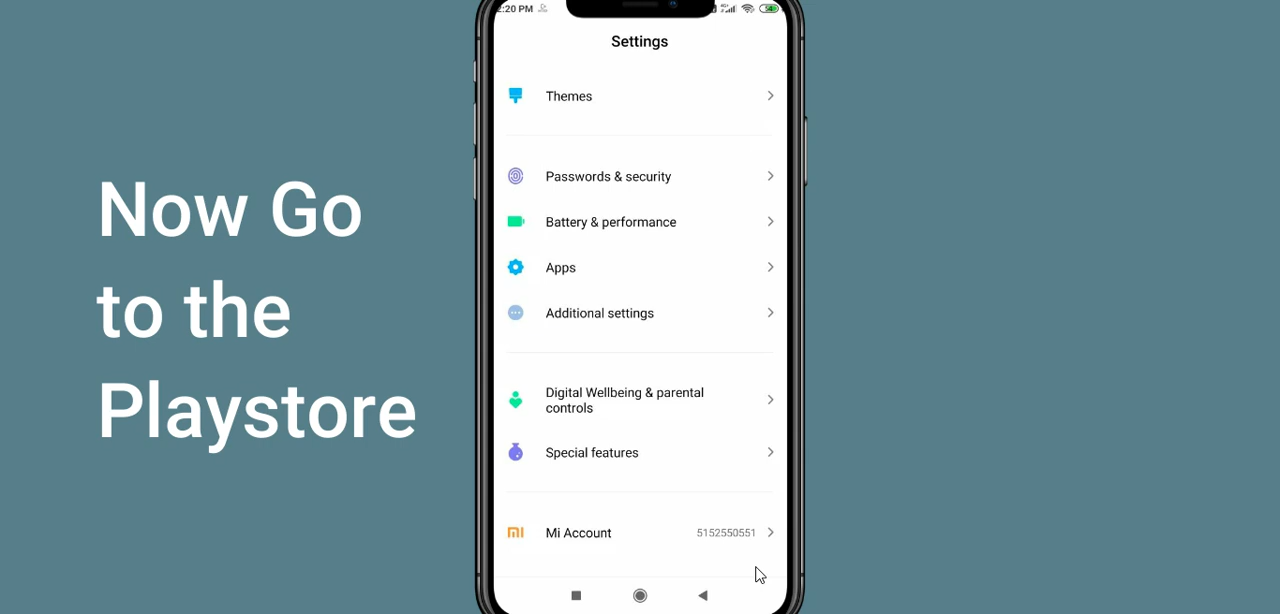 Now Go
to the
Playstore
:20 PM
54
Settings
Themes
Passwords & security
Battery & performance
Apps
Additional settings
Digital Wellbeing & parental
controls
Special features
Mi Account 5152550551